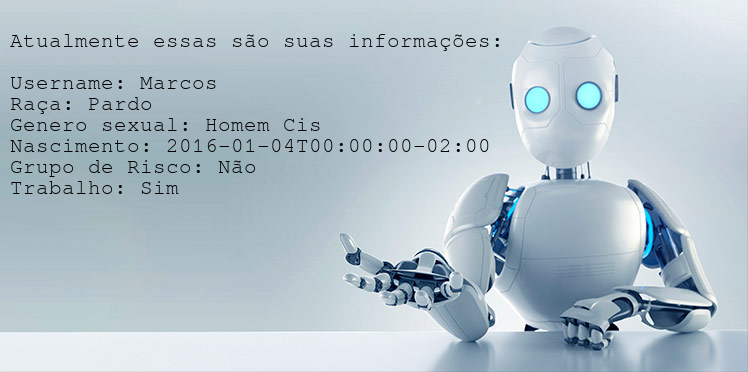 Atualmente essas são suas informações:
Username: Marcos
Raça: Pardo
Genero sexual: Homem Cis
Nascimento: 2016-01-04T00:00:00-02:00
Grupo de Risco: Não
Trabalho: Sim